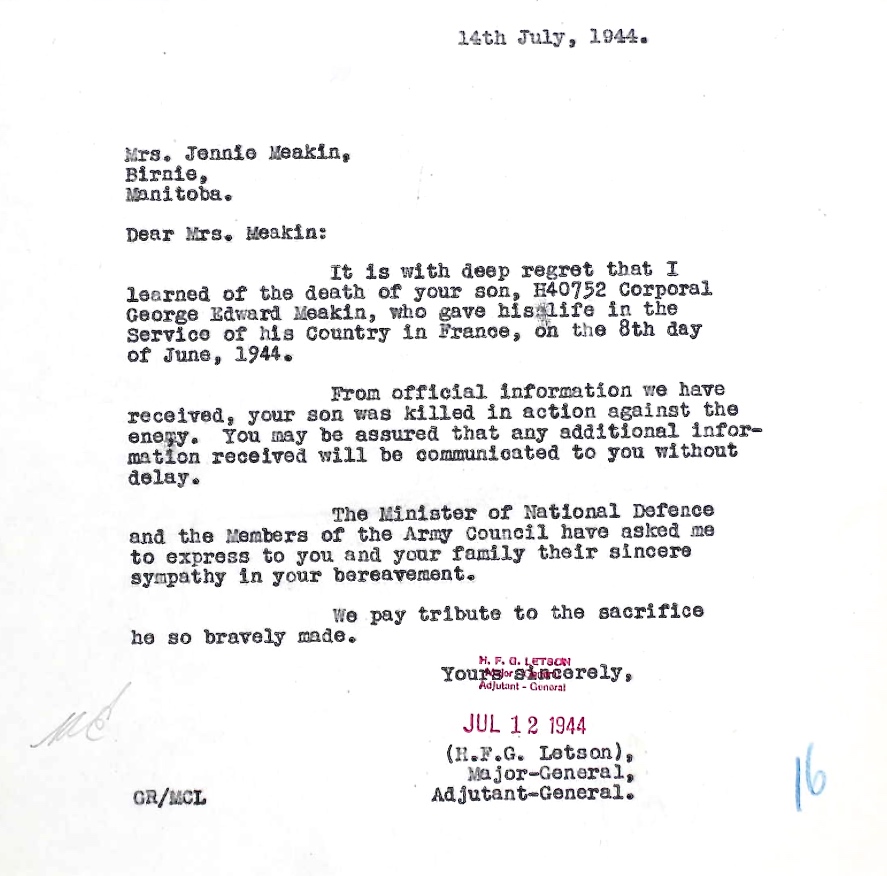 14th July, 1944.
Mrs. Jennie Meakin,
Birnie,
Manitoba.
Dear Mrs. Meakin:
It is with deep regret that I
learned of the death of your son, H40752 Corporal
George Edward Meakin, who gave his life in the
Service of his Country in France, on the 8th day
of June, 1944.
From official information we have
received, your son was killed in action against the
enemy.  You may be assured that any additional infor-
mation received will be communicated to you without
delay.
The Minister of National Defence
and the Members of the Army Council have asked me
to express to you and your family their sincere
sympathy in your bereavement.
We pay tribute to the sacrifice
he so bravely made.
H. F. G. LETSON
Yours sincerely,
Major-General
Adjutant - General
JUL 12 1944
(H.F.G. Letson),
Major-General,
Adjutant-General.
GR/MCL
16